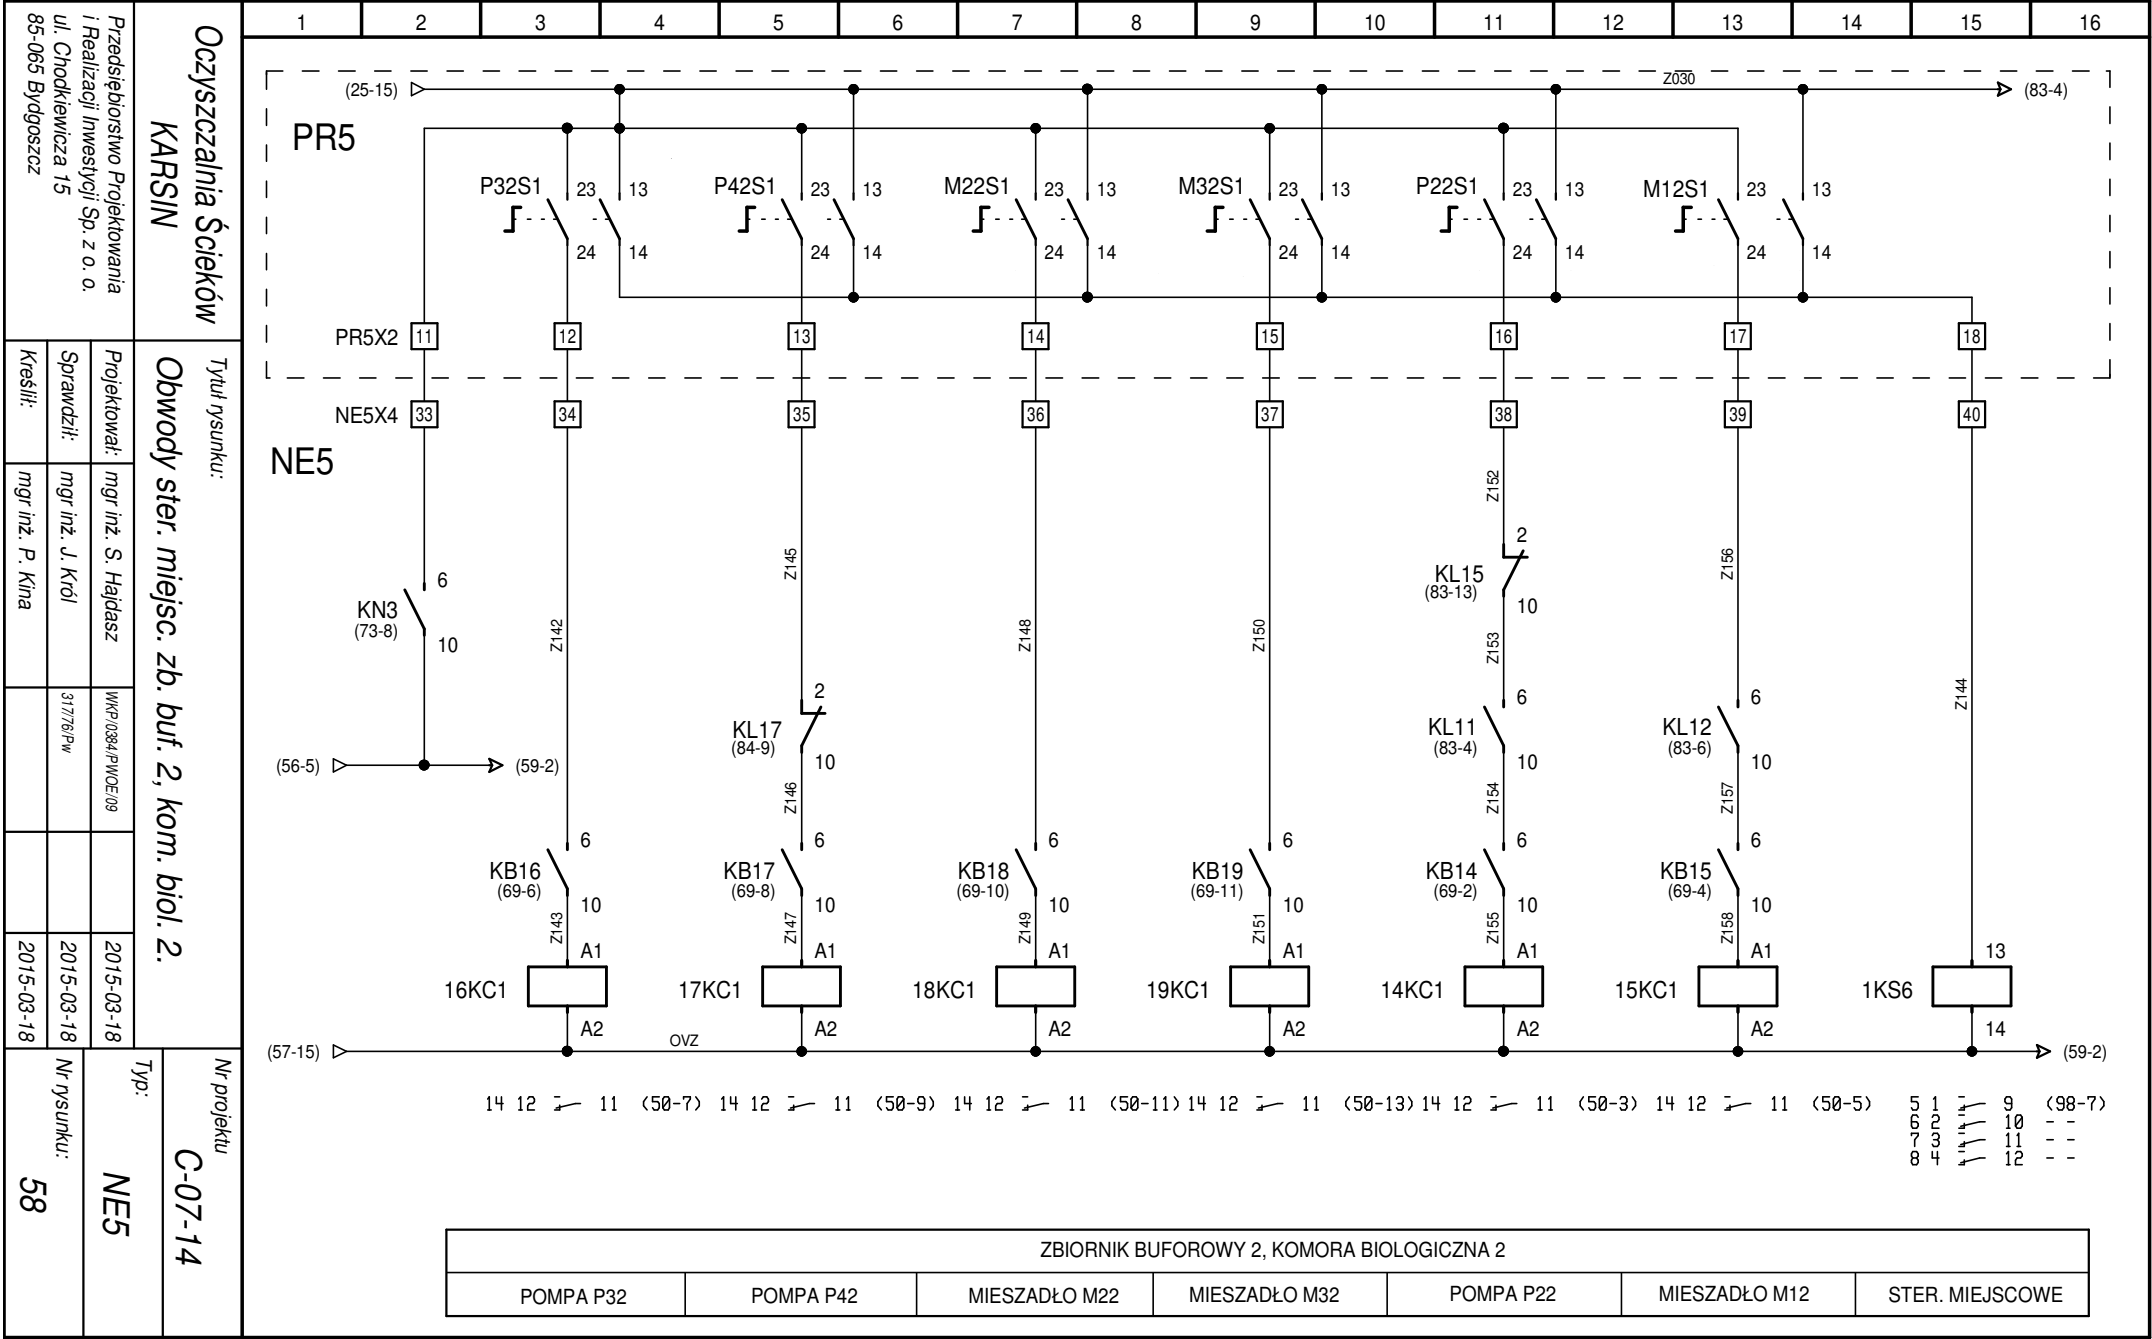 1 2 3 4 5 6 7 8 9 10 11 12 13 14 15 16
(25-15) Z030 (83-4)
PR5
P32S1 23 13 P42S1 23 13 M22S1 23 13 M32S1 23 13 P22S1 23 13 M12S1 23 13
24 14 24 14 24 14 24 14 24 14 24 14
PR5X2 11 12 13 14 15 16 17 18
NE5X4 33 34 35 36 37 38 39 40
NE5
Z152
2
KL15
(83-13)
10
Z145 Z156
6
KN3
(73-8)
10
Z142 Z148 Z150 Z153
Z144
2
KL17
(84-9)
10
6
KL11
(83-4)
10
6
KL12
(83-6)
10
(56-5) (59-2)
Z146 Z154 Z157
6 6 6 6 6 6
KB16 KB17 KB18 KB19 KB14 KB15
(69-6) (69-8) (69-10) (69-11) (69-2) (69-4)
10 10 10 10 10 10
Z143 Z147 Z149 Z151 Z155 Z158
A1 A1 A1 A1 A1 A1 13
16KC1 17KC1 18KC1 19KC1 14KC1 15KC1 1KS6
A2 A2 A2 A2 A2 A2 14
(57-15) OVZ (59-2)
14 12 11 (50-7) 14 12 11 (50-9) 14 12 11 (50-11) 14 12 11 (50-13) 14 12 11 (50-3) 14 12 11 (50-5) 5 1 9 (98-7)
6 2 10 - -
7 3 11 - -
8 4 12 - -
ZBIORNIK BUFOROWY 2, KOMORA BIOLOGICZNA 2
POMPA P32 POMPA P42 MIESZADŁO M22 MIESZADŁO M32 POMPA P22 MIESZADŁO M12 STER. MIEJSCOWE
Oczyszczalnia Ścieków
KARSIN
Przedsiębiorstwo Projektowania
i Realizacji Inwestycji Sp. z o. o.
ul. Chodkiewicza 15
85-065 Bydgoszcz
Tytuł rysunku:
Obwody ster. miejsc. zb. buf. 2, kom. biol. 2.
Projektował: mgr inż. S. Hajdasz WKP/0384/PWOE/09 2015-03-18
Sprawdził: mgr inż. J. Król 317/76/Pw 2015-03-18
Kreślił: mgr inż. P. Kina 2015-03-18
Nr projektu
C-07-14
Typ:
NE5
Nr rysunku:
58